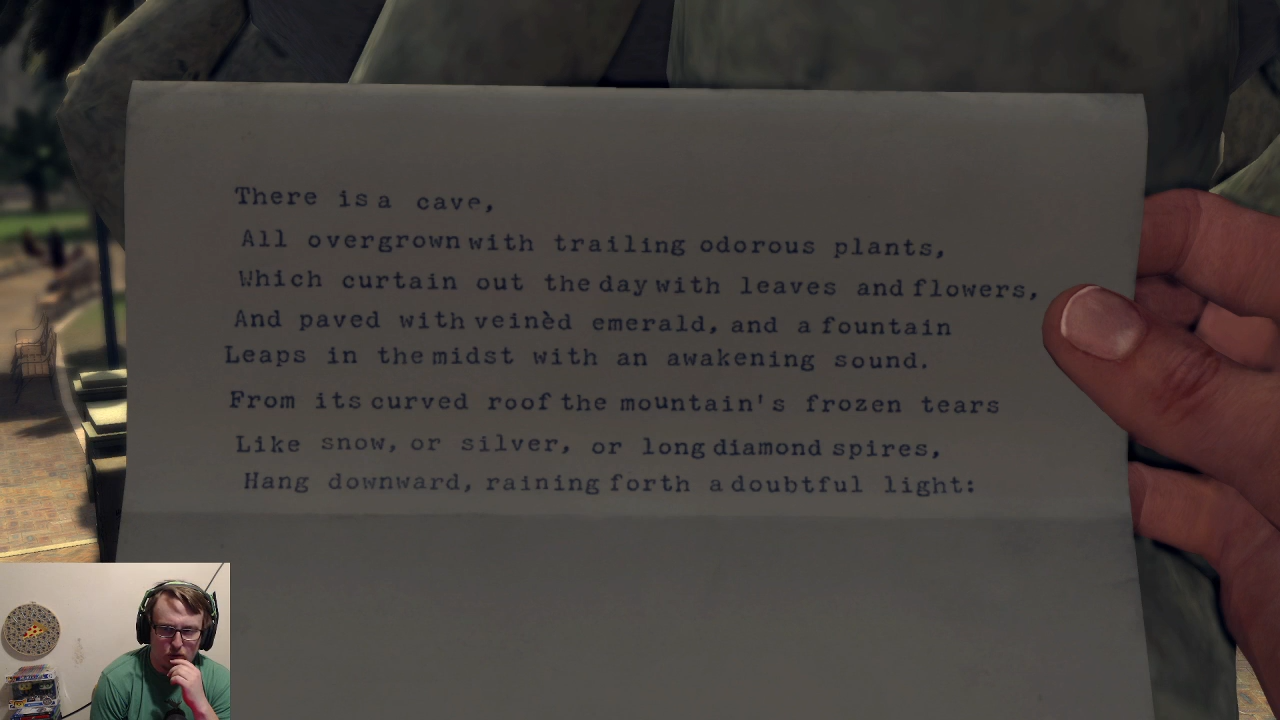 There is a cave,
All overgrown with trailing odorous plants,
Which curtain out the day with leaves and flowers,
And paved with veinèd emerald, and a fountain
Leaps in the midst with an awakening sound.
From its curved roof the mountain's frozen tears
Like snow, or silver, or long diamond spires,
Hang downward, raining forth a doubtful light: